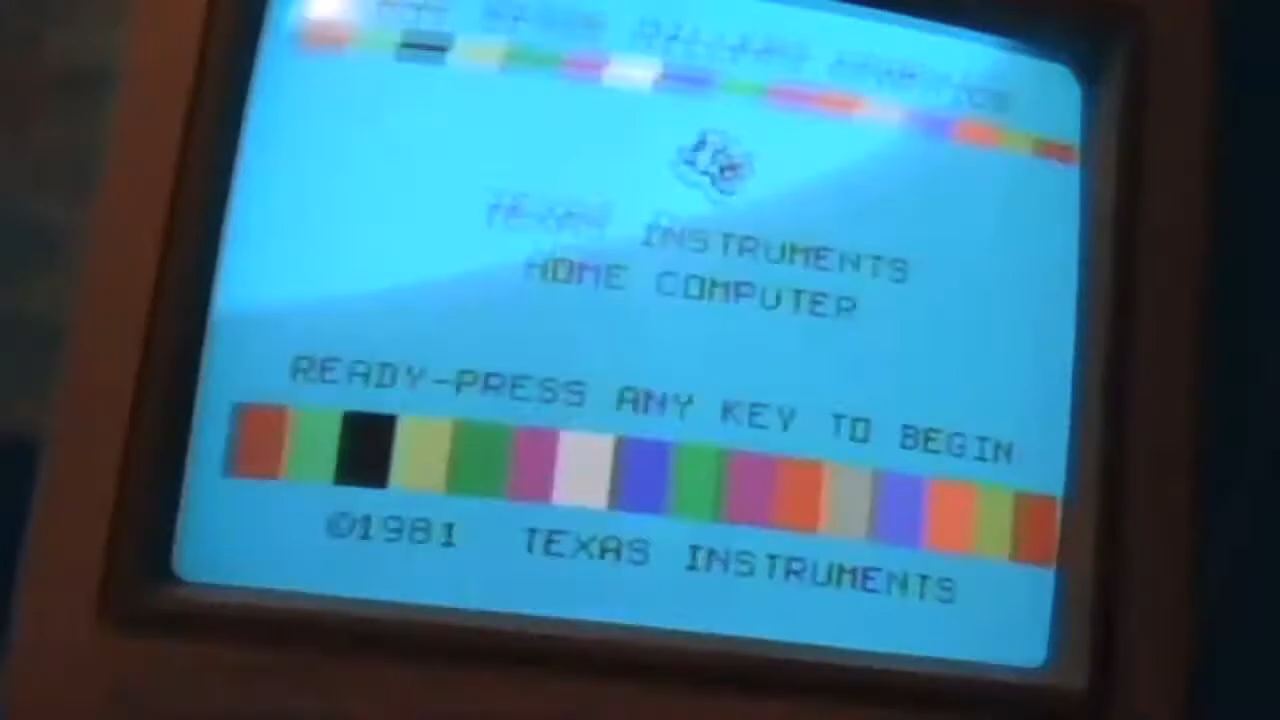 TEXAS INSTRUMENTS
HOME COMPUTER
READY-PRESS ANY KEY TO BEGIN
©1981 TEXAS INSTRUMENTS